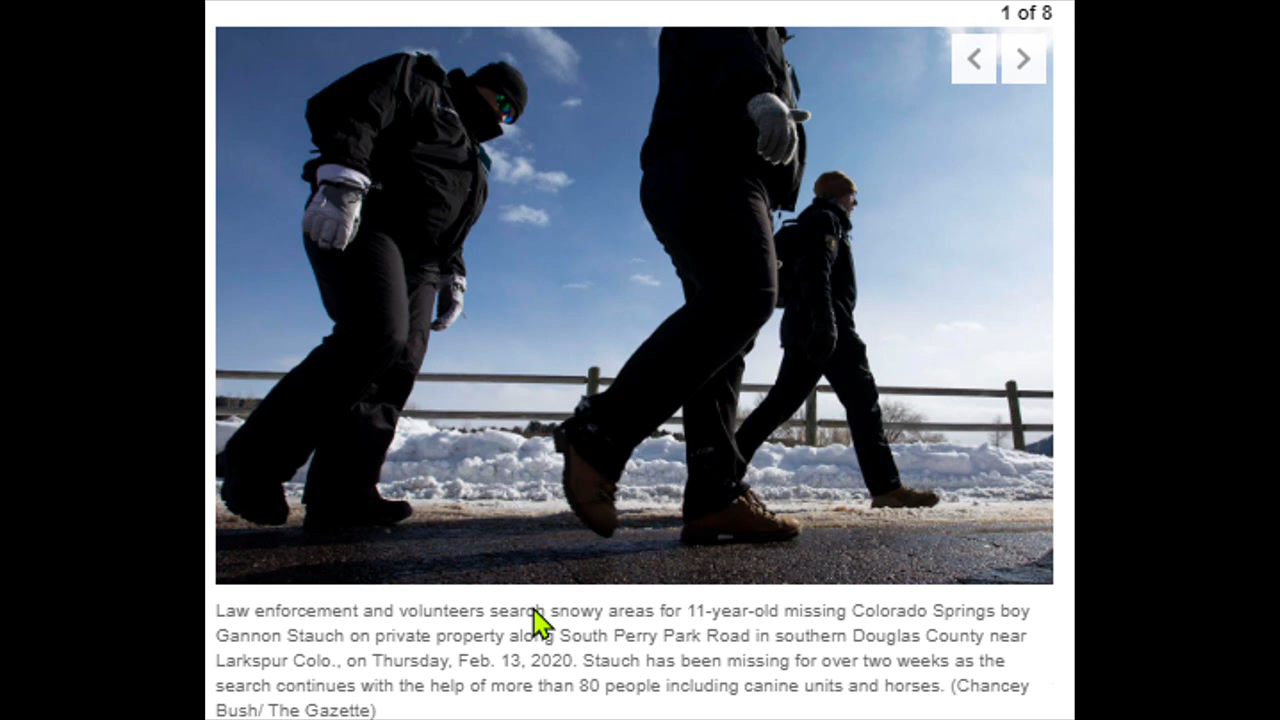 1 of 8
Law enforcement and volunteers search snowy areas for 11-year-old missing Colorado Springs boy
Gannon Stauch on private property along South Perry Park Road in southern Douglas County near
Larkspur Colo., on Thursday, Feb. 13, 2020. Stauch has been missing for over two weeks as the
search continues with the help of more than 80 people including canine units and horses. (Chancey
Bush/ The Gazette)